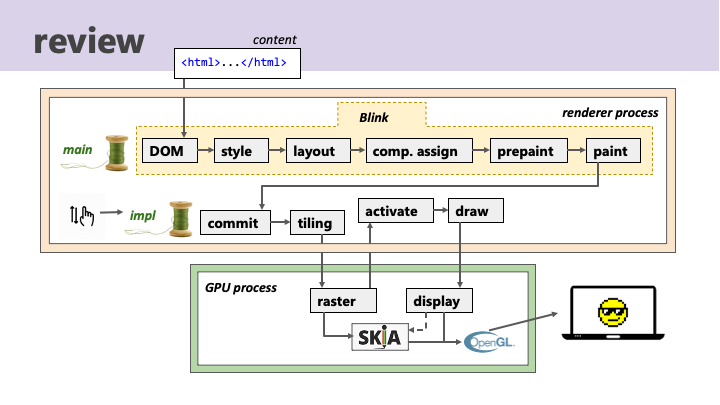 review
content
<html>...</html>
renderer process
Blink
main
DOM
style
layout
comp. assign
prepaint
paint
impl
commit
tiling
activate
draw
GPU process
raster
display
SKiA
OpenGL